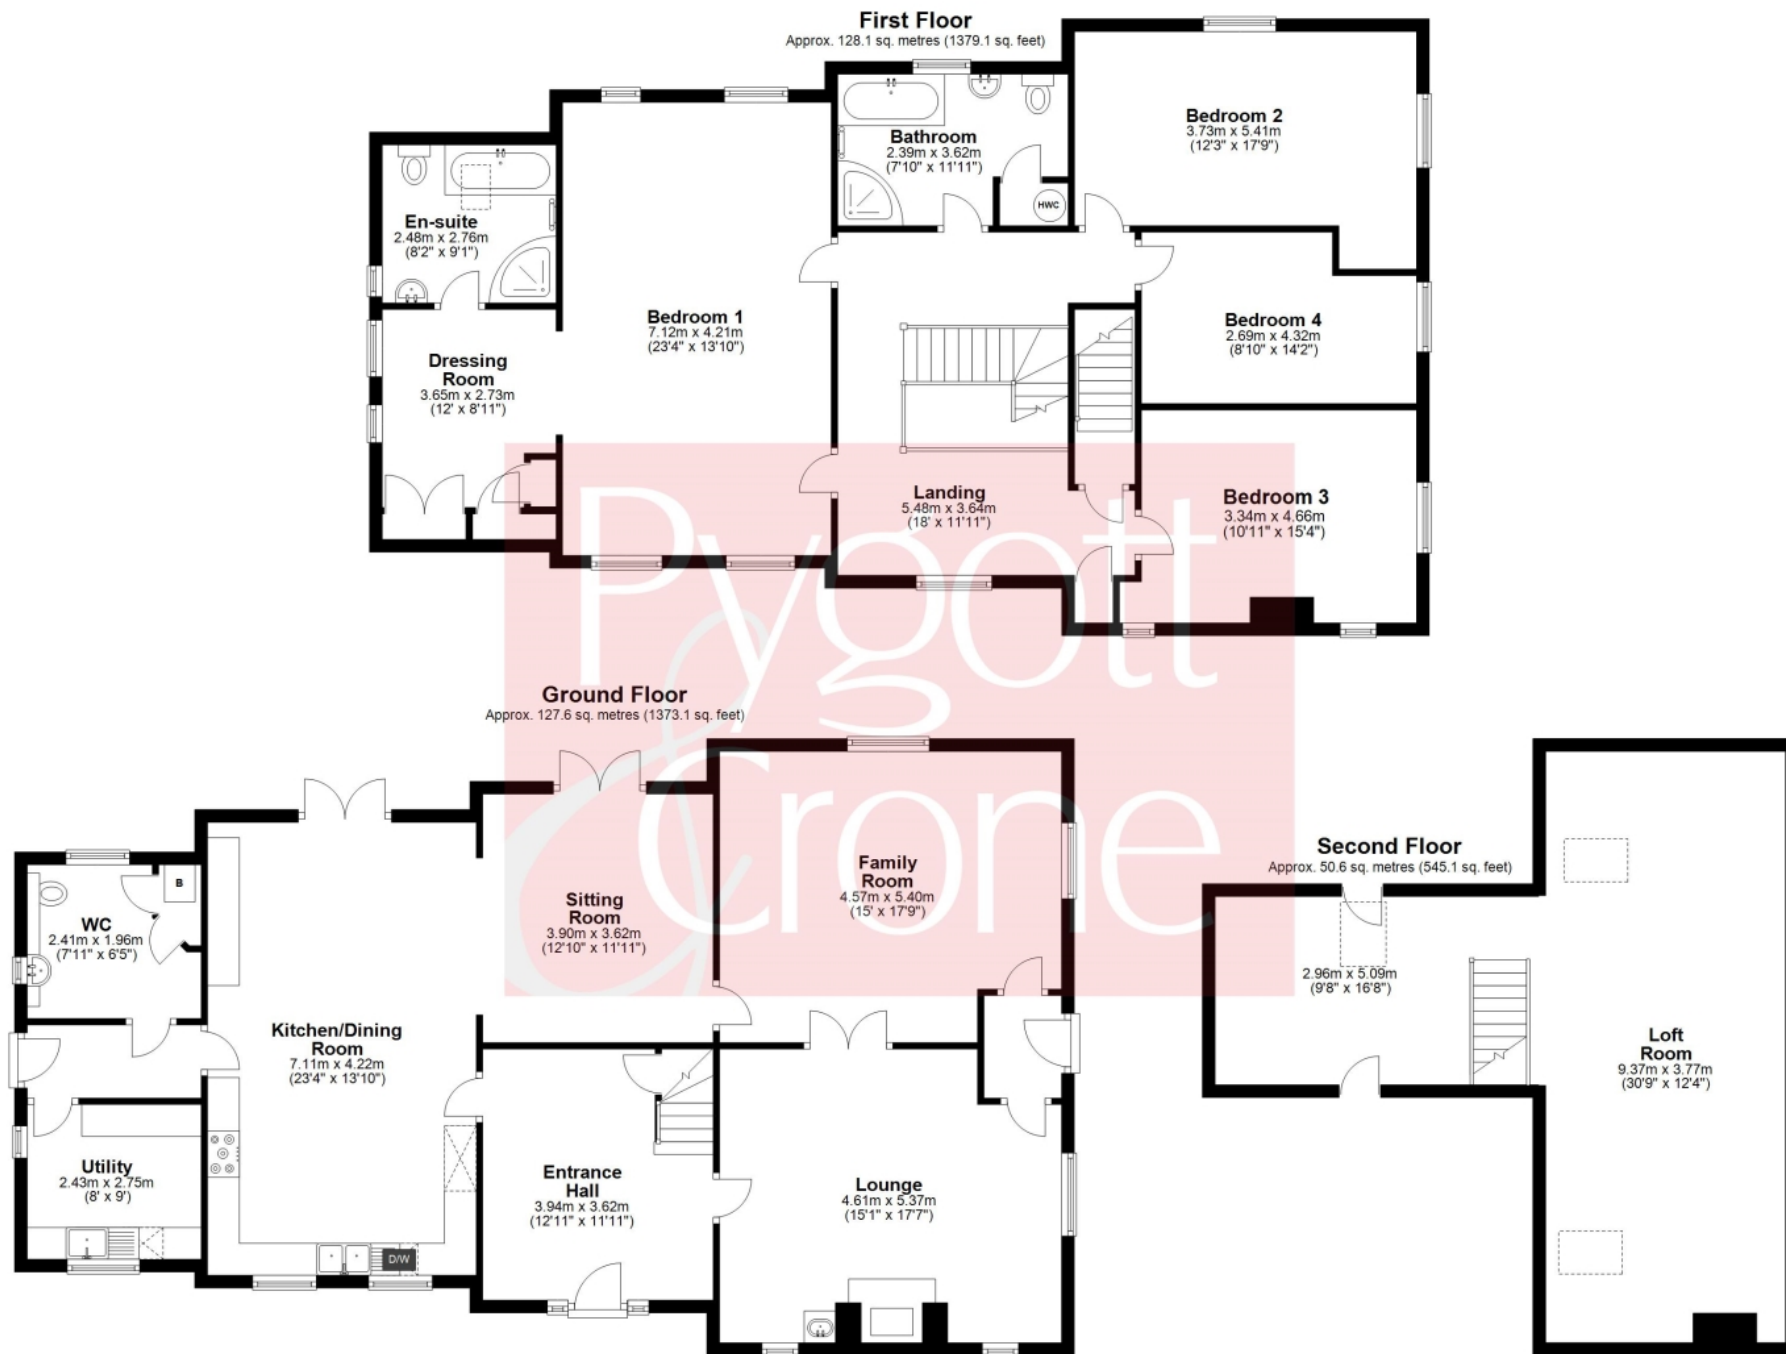 First Floor
Approx. 128.1 sq. metres (1379.1 sq. feet)
Bedroom 2
3.73m x 5.41m
(12'3" x 17'9")
Bathroom
2.39m x 3.62m
(7'10" x 11'11")
HWC
En-suite
2.48m x 2.76m
(8'2" x 9'1")
Bedroom 1
7.12m x 4.21m
(23'4" x 13'10")
Bedroom 4
2.69m x 4.32m
(8'10" x 14'2")
Dressing
Room
3.65m x 2.73m
(12' x 8'11")
Landing
5.48m x 3.64m
(18' x 11'11")
Bedroom 3
3.34m x 4.66m
(10'11" x 15'4")
Pygott
& Crone
Ground Floor
Approx. 127.6 sq. metres (1373.1 sq. feet)
Family
Room
4.57m x 5.40m
(15' x 17'9")
B
WC
2.41m x 1.96m
(7'11" x 6'5")
Sitting
Room
3.90m x 3.62m
(12'10" x 11'11")
Kitchen/Dining
Room
7.11m x 4.22m
(23'4" x 13'10")
Utility
2.43m x 2.75m
(8' x 9')
D/W
Entrance
Hall
3.94m x 3.62m
(12'11" x 11'11")
Lounge
4.61m x 5.37m
(15'1" x 17'7")
Second Floor
Approx. 50.6 sq. metres (545.1 sq. feet)
2.96m x 5.09m
(9'8" x 16'8")
Loft
Room
9.37m x 3.77m
(30'9" x 12'4")